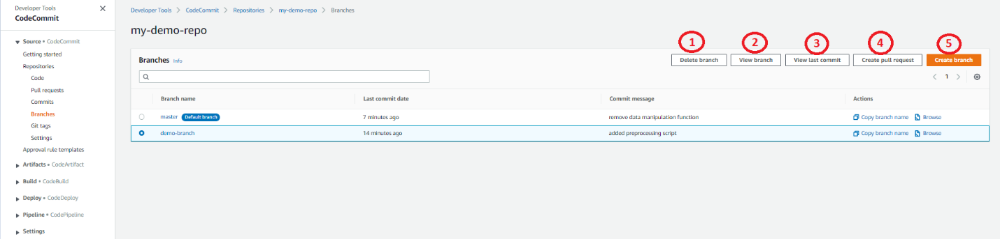 Developer Tools
CodeCommit
Source • CodeCommit
Getting started
Repositories
Code
Pull requests
Commits
Branches
Git tags
Settings
Approval rule templates
Artifacts • CodeArtifact
Build • CodeBuild
Deploy • CodeDeploy
Pipeline • CodePipeline
Settings
Developer Tools > CodeCommit > Repositories > my-demo-repo > Branches
my-demo-repo
1 2 3 4 5
Branches Info Delete branch View branch View last commit Create pull request Create branch
1
Branch name Last commit date Commit message Actions
master Default branch 7 minutes ago remove data manipulation function Copy branch name Browse
demo-branch 14 minutes ago added preprocessing script Copy branch name Browse